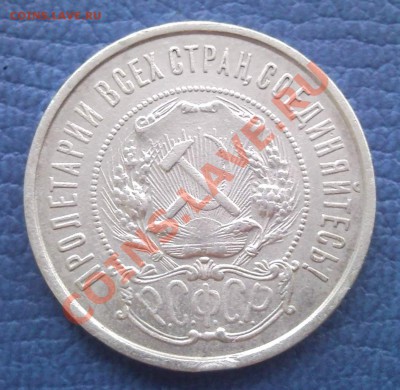 COINS.LAVE.RU
ПРОЛЕТАРИИ ВСЕХ СТРАН, СОЕДИНЯЙТЕСЬ!
Р.С.Ф.С.Р.
COINS.LAVE.RU